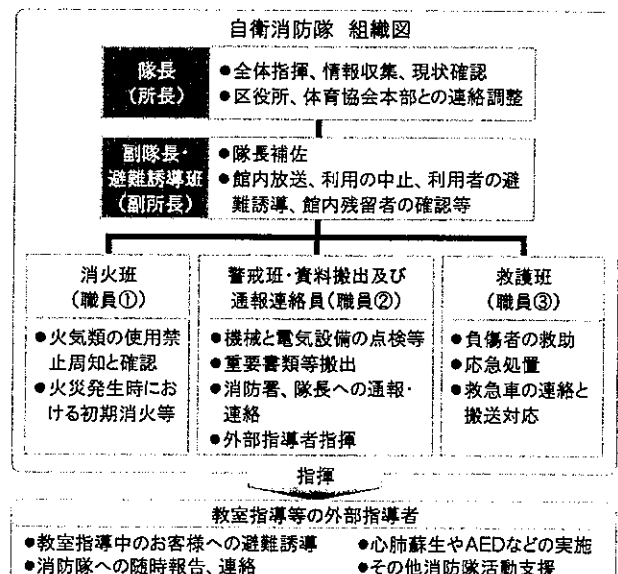 自衛消防隊 組織図
隊長
(所長)
●全体指揮、情報収集、現状確認
●区役所、体育協会本部との連絡調整
副隊長・
避難誘導班
(副所長)
●隊長補佐
●館内放送、利用の中止、利用者の避
難誘導、館内残留者の確認等
消火班
(職員①)
●火気類の使用禁
止周知と確認
●火災発生時にお
ける初期消火等
警戒班・資料搬出及び
通報連絡員(職員②)
●機械と電気設備の点検等
●重要書類等搬出
●消防署、隊長への通報・
連絡
●外部指導者指揮
救護班
(職員③)
●負傷者の救助
●応急処置
●救急車の連絡と
搬送対応
指揮
教室指導等の外部指導者
●教室指導中のお客様への避難誘導
●消防隊への随時報告、連絡
●心肺蘇生やAEDなどの実施
●その他消防隊活動支援